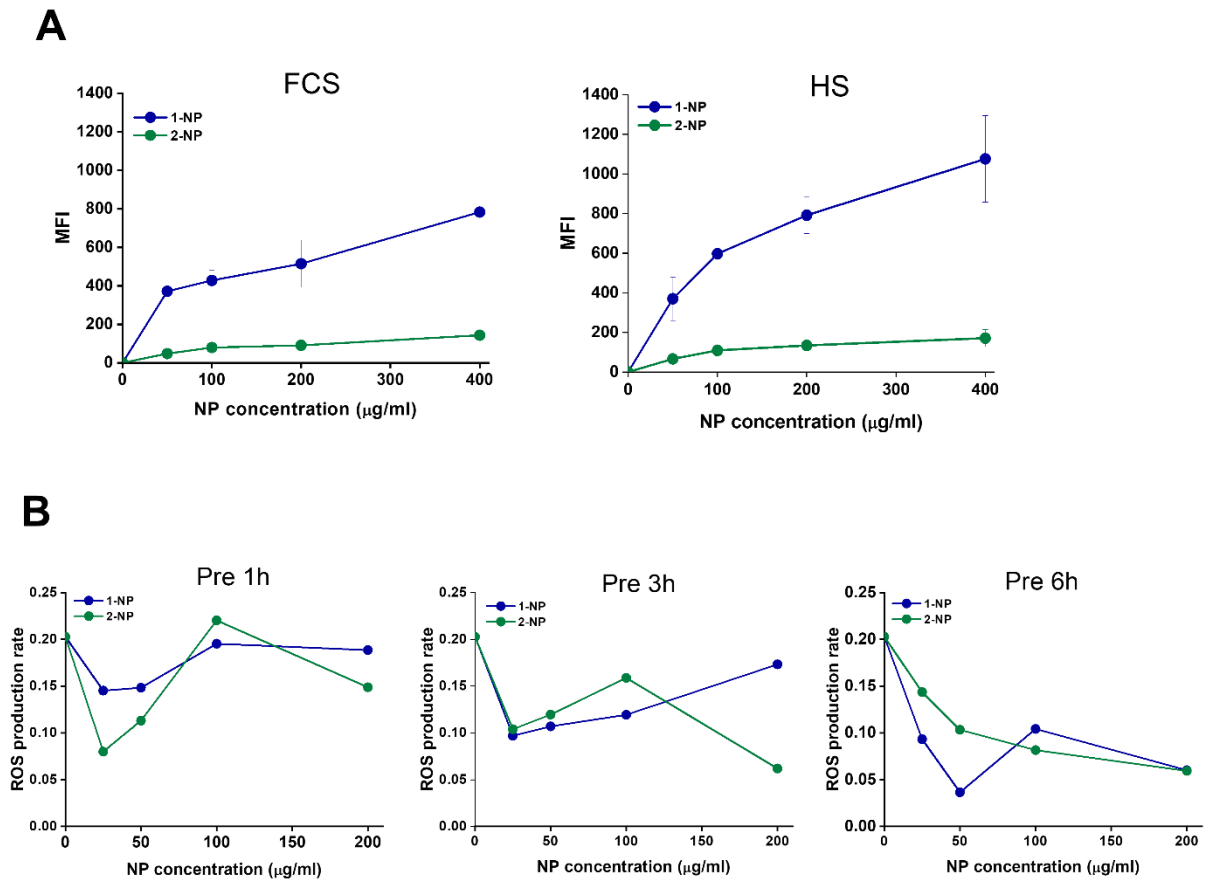 A
FCS
1-NP
2-NP
MFI
1400
1200
1000
800
600
400
200
0
0 100 200 300 400
NP concentration (μg/ml)
HS
1-NP
2-NP
MFI
1400
1200
1000
800
600
400
200
0
0 100 200 300 400
NP concentration (μg/ml)
B
Pre 1h
1-NP
2-NP
ROS production rate
0.25
0.20
0.15
0.10
0.05
0.00
0 50 100 150 200
NP concentration (μg/ml)
Pre 3h
1-NP
2-NP
ROS production rate
0.25
0.20
0.15
0.10
0.05
0.00
0 50 100 150 200
NP concentration (μg/ml)
Pre 6h
1-NP
2-NP
ROS production rate
0.25
0.20
0.15
0.10
0.05
0.00
0 50 100 150 200
NP concentration (μg/ml)